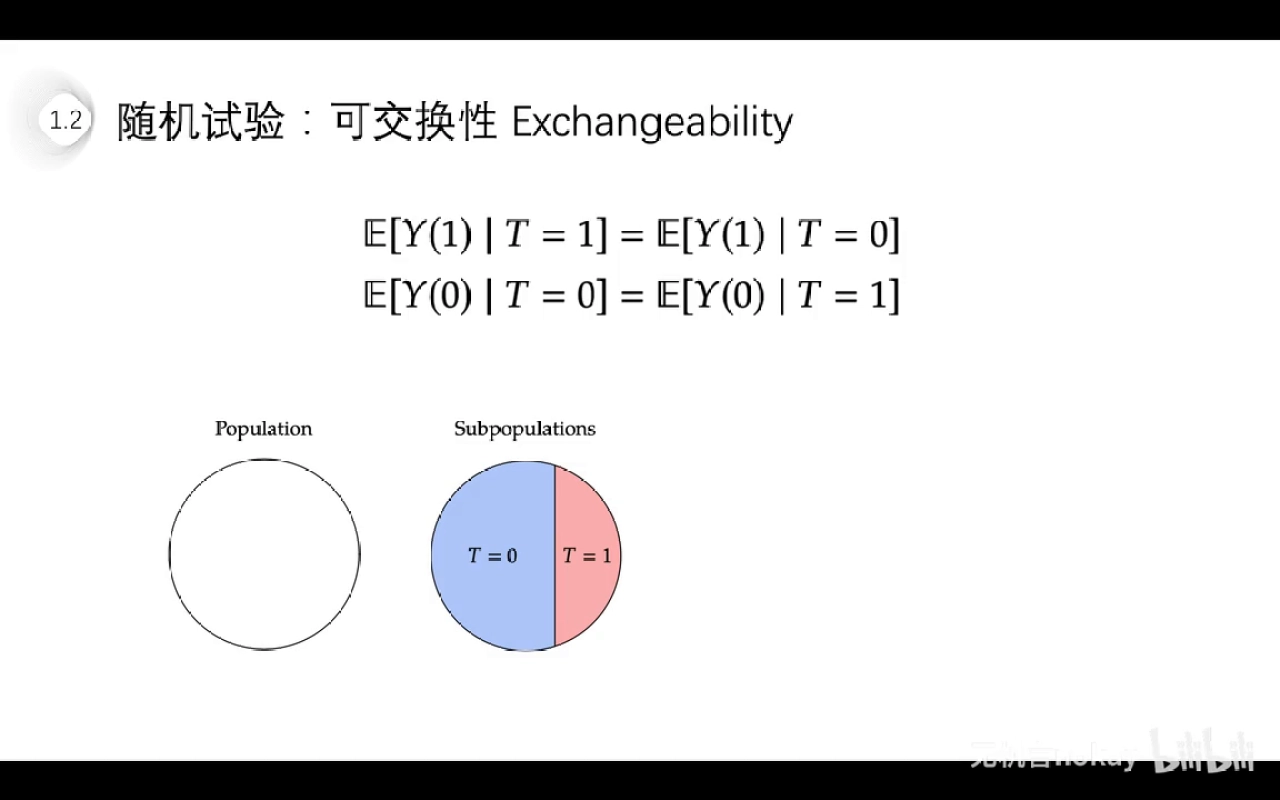 1.2
随机试验：可交换性 Exchangeability
𝔼[Y(1) | T = 1] = 𝔼[Y(1) | T = 0]
𝔼[Y(0) | T = 0] = 𝔼[Y(0) | T = 1]
Population
Subpopulations
T = 0
T = 1
bilibili